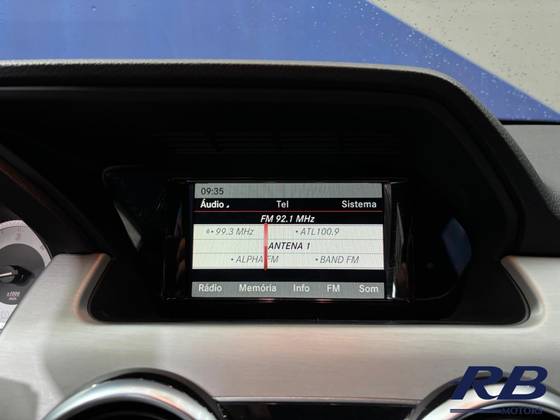 09:35
Áudio Tel Sistema
FM 92.1 MHz
99.3 MHz • ATL100.9
ANTENA 1
• ALPHA FM • BAND FM
Rádio Memória Info FM Som
RB
MOTORS